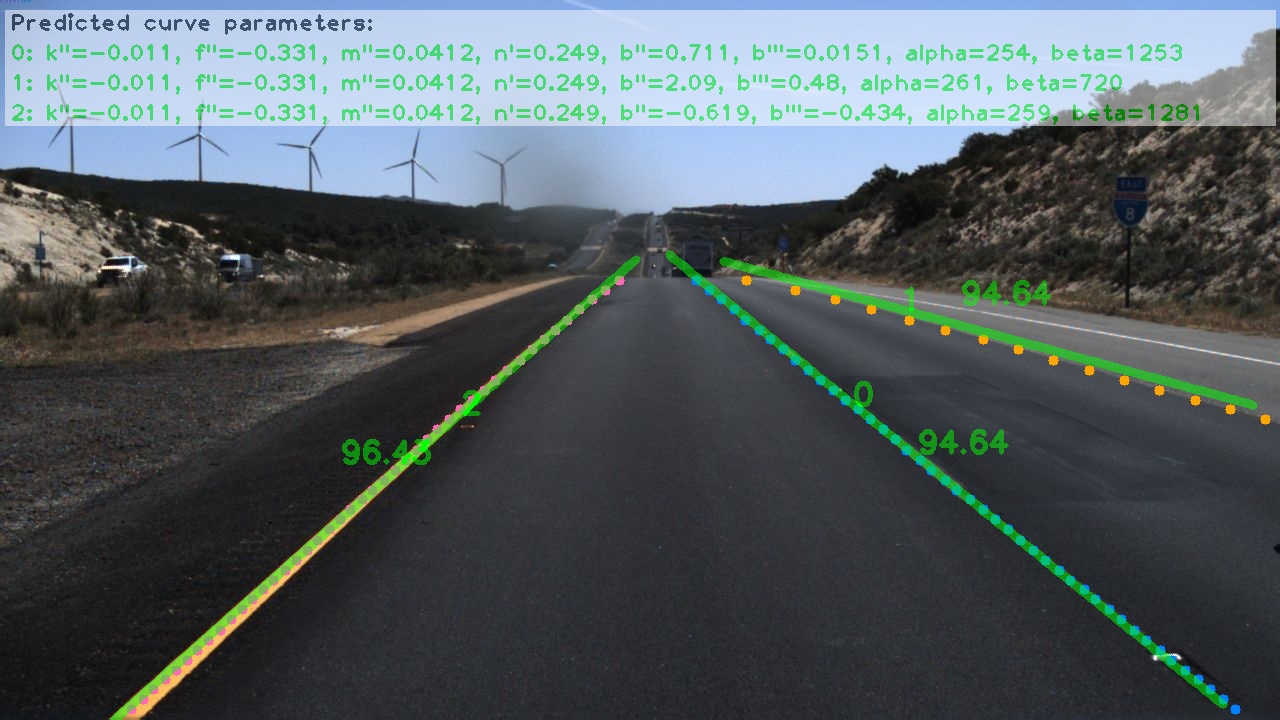 Predicted curve parameters:
0: k''=-0.011, f''=-0.331, m''=0.0412, n'=0.249, b''=0.711, b'''=0.0151, alpha=254, beta=1253
1: k''=-0.011, f''=-0.331, m''=0.0412, n'=0.249, b''=2.09, b'''=0.48, alpha=261, beta=720
2: k''=-0.011, f''=-0.331, m''=0.0412, n'=0.249, b''=-0.619, b'''=-0.434, alpha=259, beta=1281
EAST
8
1
94.64
2
0
96.43
94.64